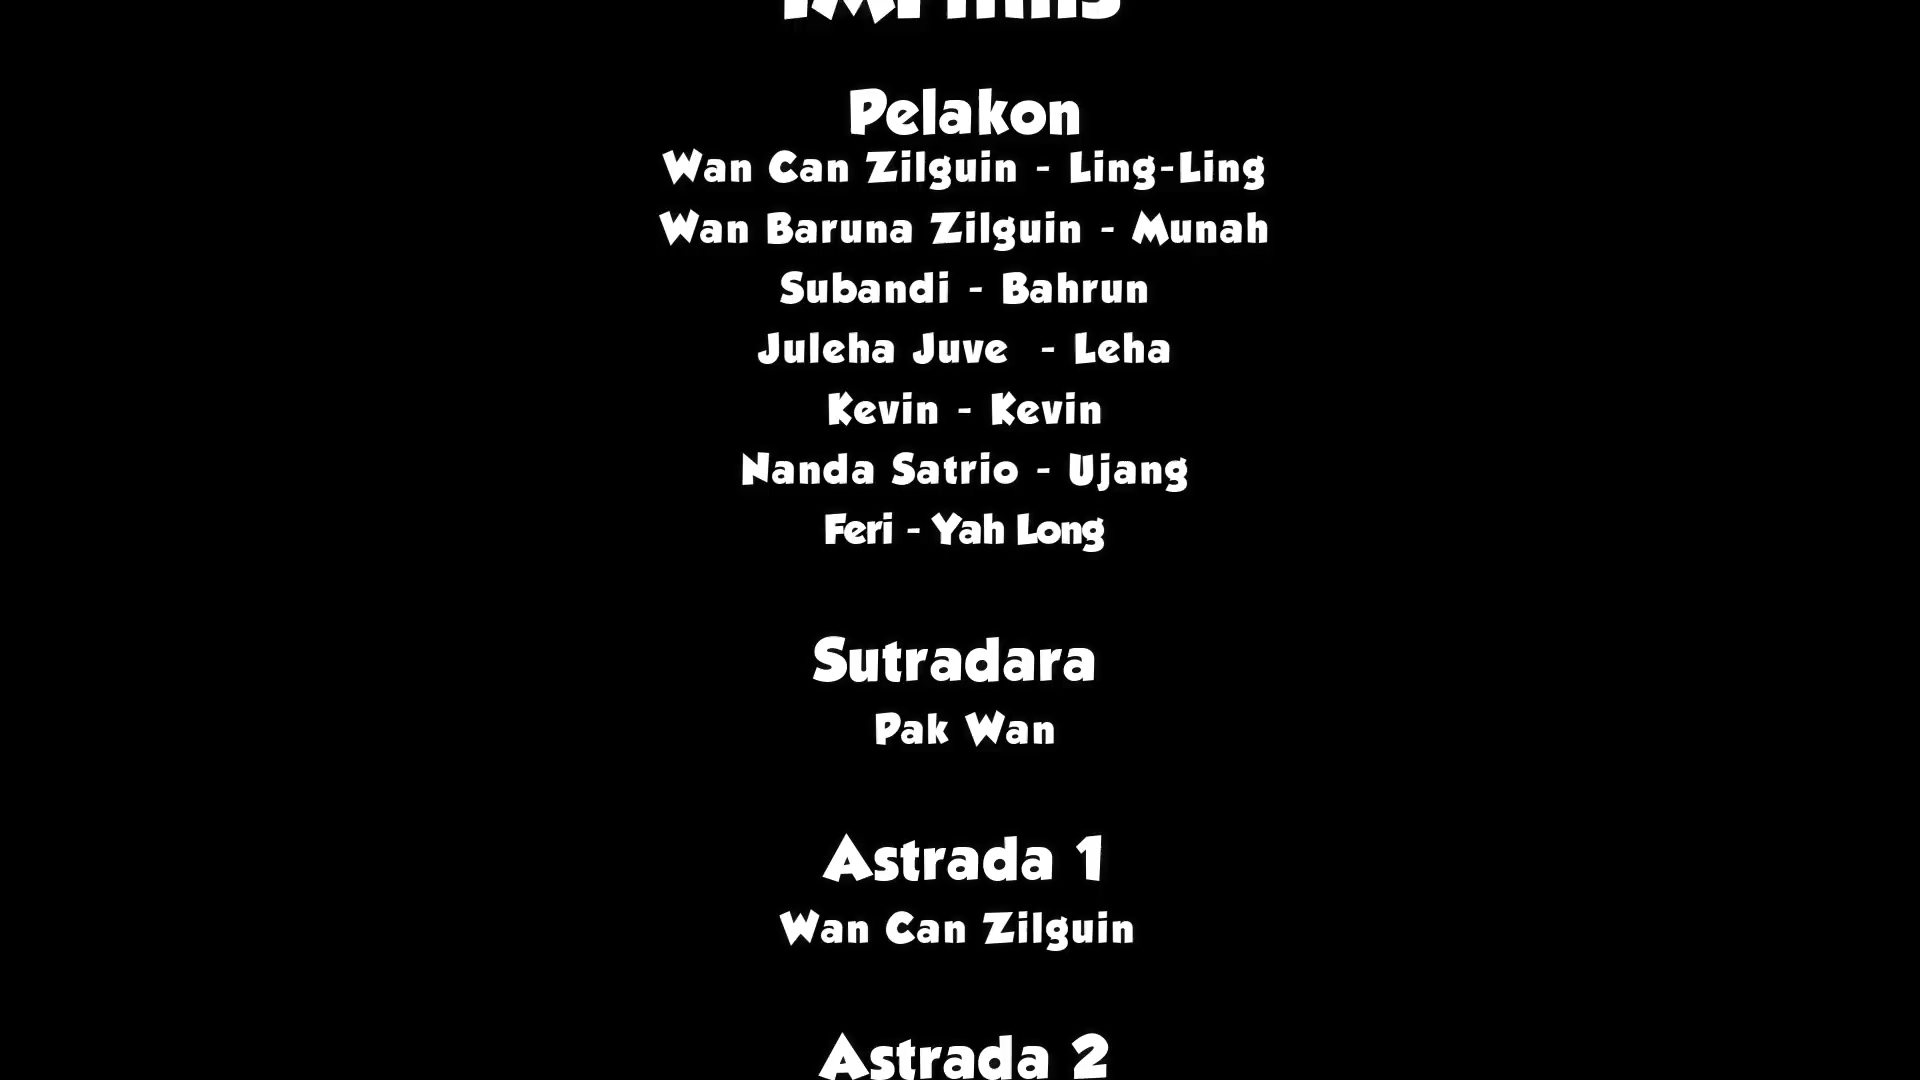 Pelakon
Wan Can Zilguin - Ling-Ling
Wan Baruna Zilguin - Munah
Subandi - Bahrun
Juleha Juve - Leha
Kevin - Kevin
Nanda Satrio - Ujang
Feri - Yah Long
Sutradara
Pak Wan
Astrada 1
Wan Can Zilguin
Astrada 2